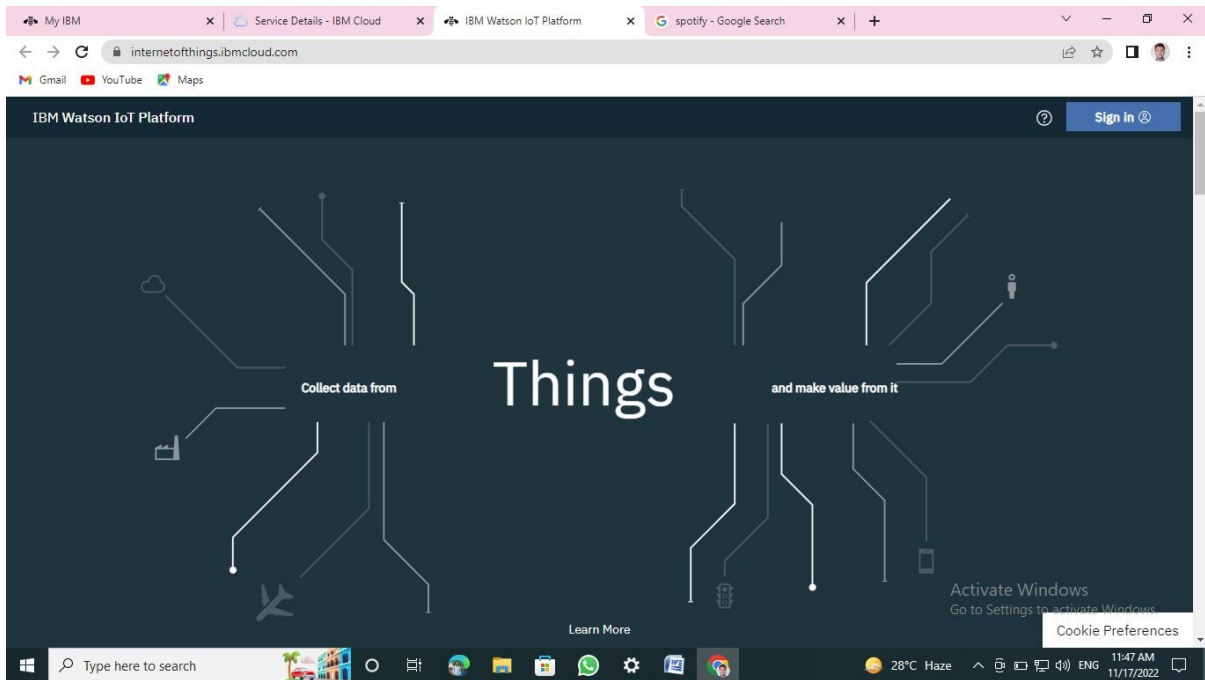 My IBM
Service Details - IBM Cloud
IBM Watson IoT Platform
spotify - Google Search
internetofthings.ibmcloud.com
Gmail YouTube Maps
IBM Watson IoT Platform
Sign in
Collect data from Things and make value from it
Activate Windows
Go to Settings to activate Windows.
Learn More
Cookie Preferences
Type here to search
28°C Haze
ENG
11:47 AM
11/17/2022